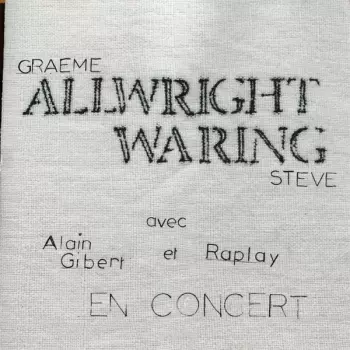 GRAEME
ALLWRIGHT
WARING
STEVE
avec
Alain Gibert et Raplay
EN CONCERT